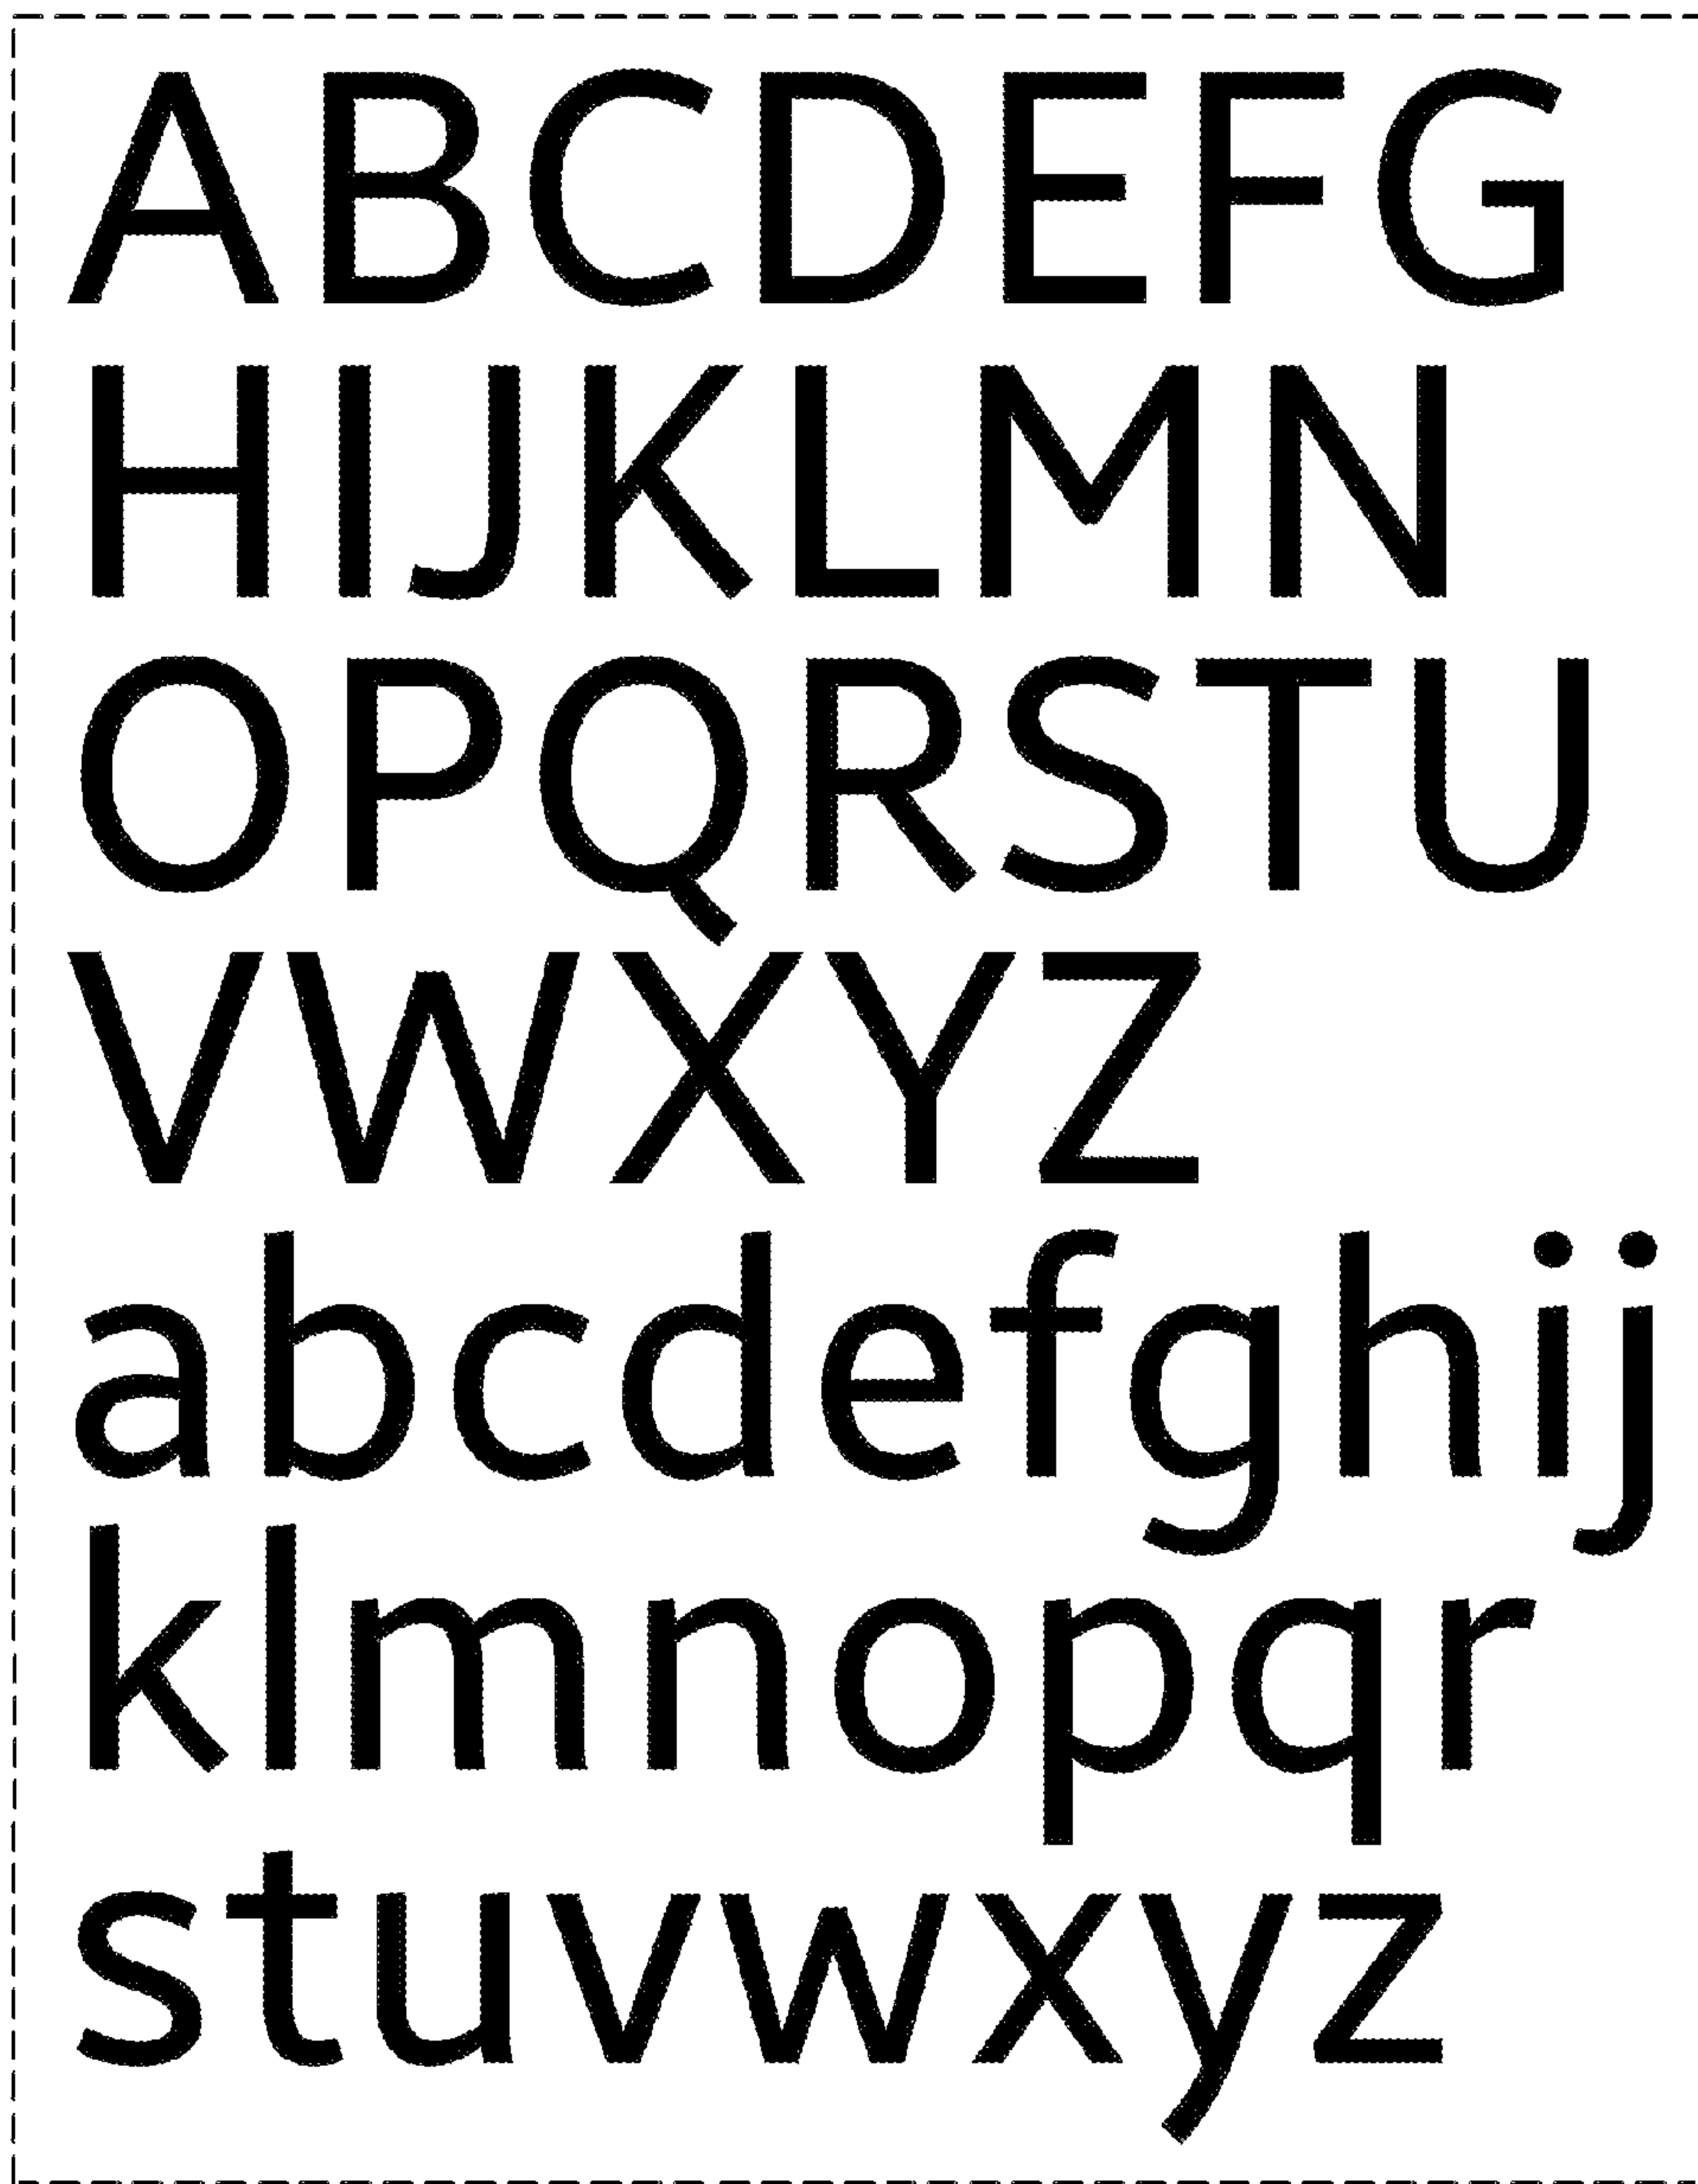 ABCDEFG
HIJKLMN
OPQRSTU
VWXYZ
abcdefghij
klmnopqr
stuvwxyz